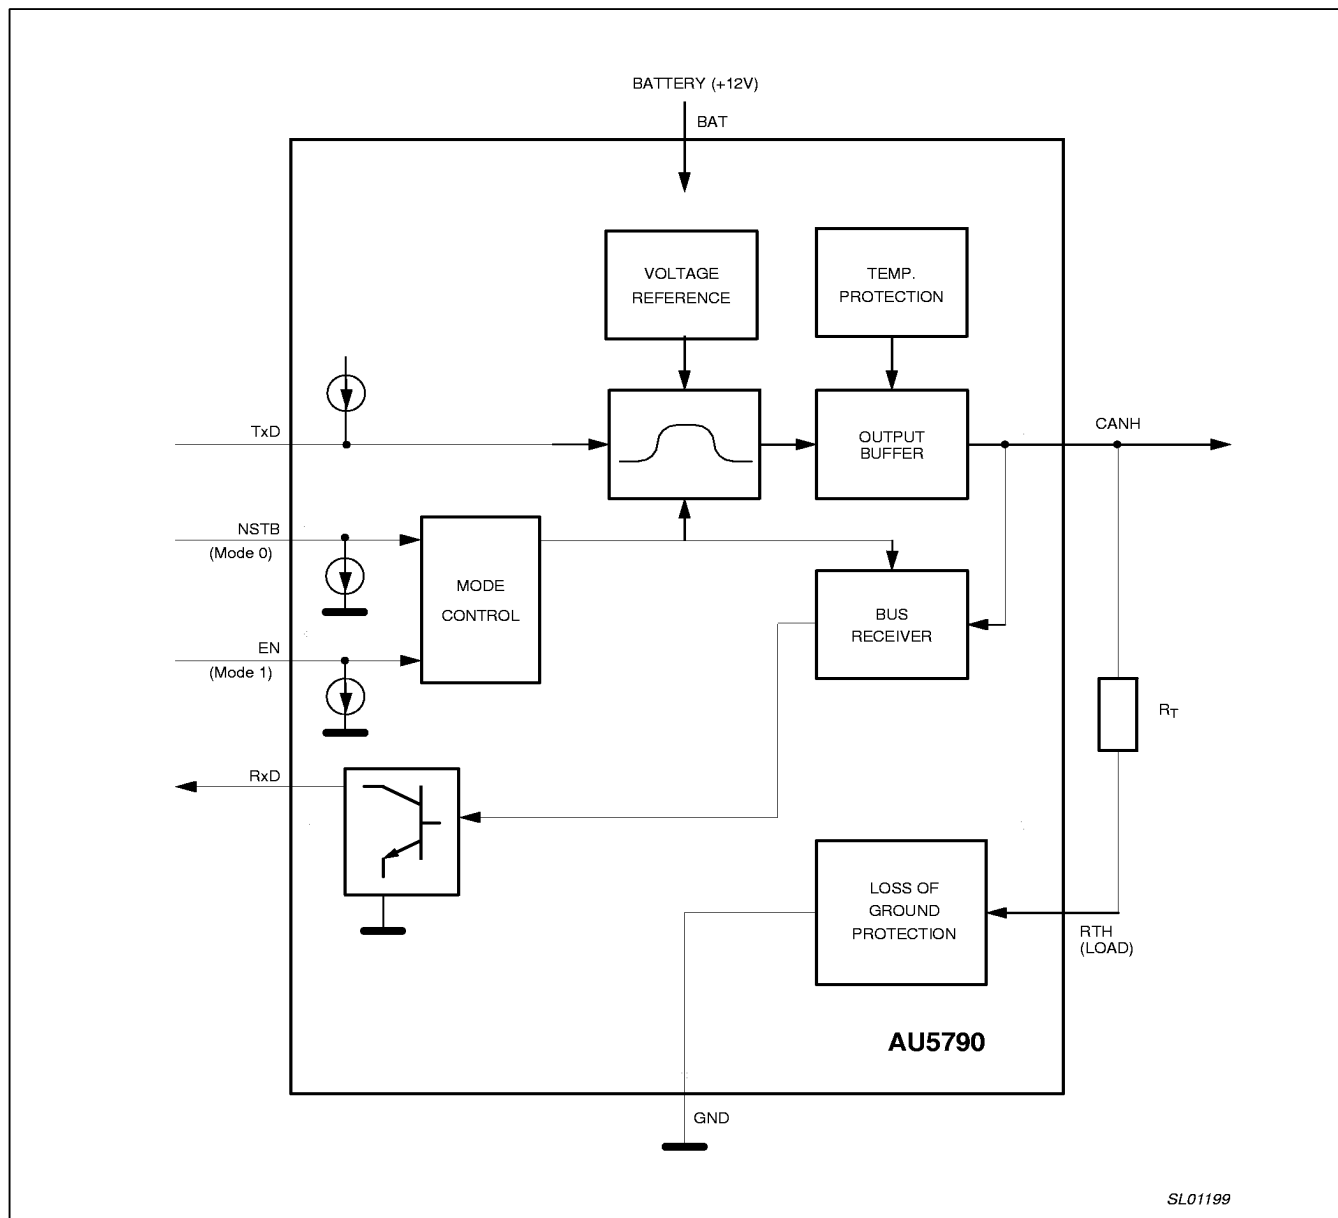 BATTERY (+12V)
BAT
VOLTAGE
REFERENCE
TEMP.
PROTECTION
TxD
OUTPUT
BUFFER
CANH
NSTB
(Mode 0)
MODE
CONTROL
BUS
RECEIVER
EN
(Mode 1)
RT
RxD
LOSS OF
GROUND
PROTECTION
RTH
(LOAD)
AU5790
GND
SL01199